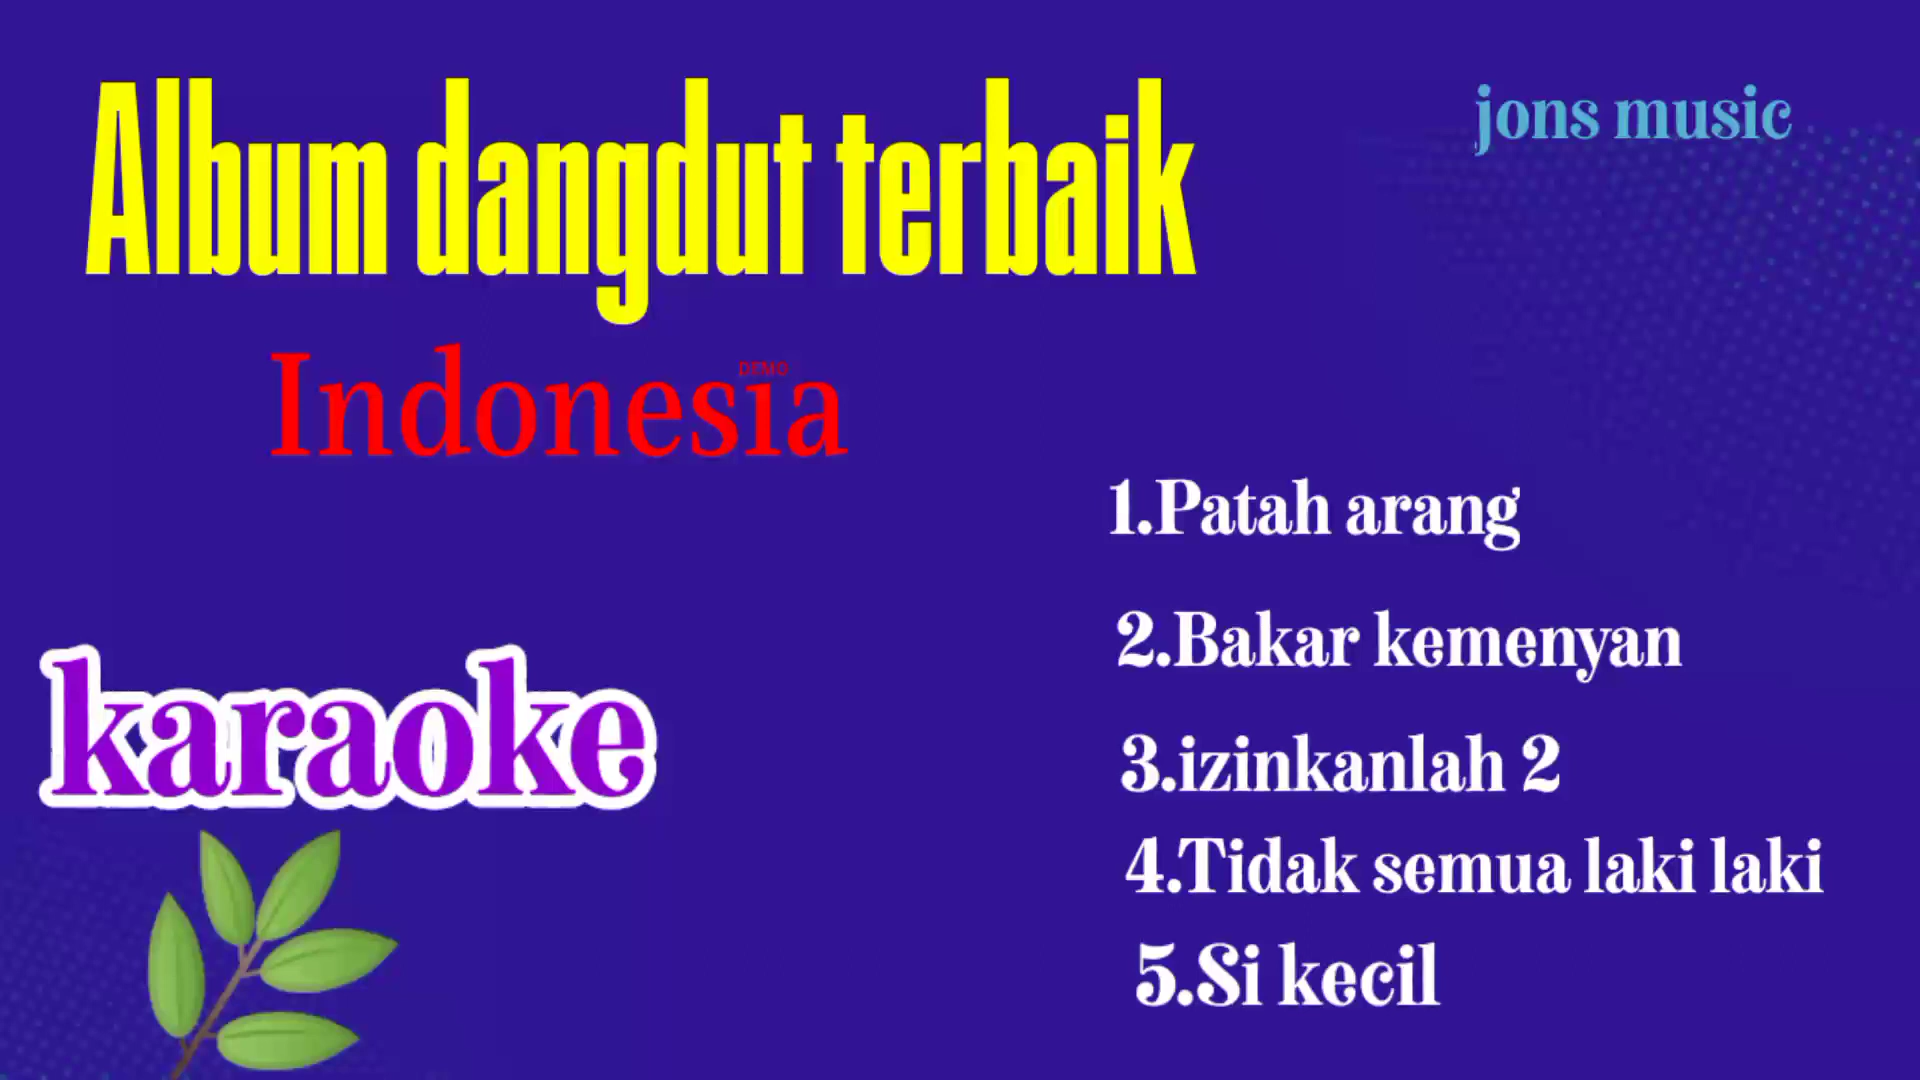 Album dangdut terbaik
jons music
Indonesia
DEMO
1.Patah arang
2.Bakar kemenyan
karaoke
3.izinkanlah 2
4.Tidak semua laki laki
5.Si kecil